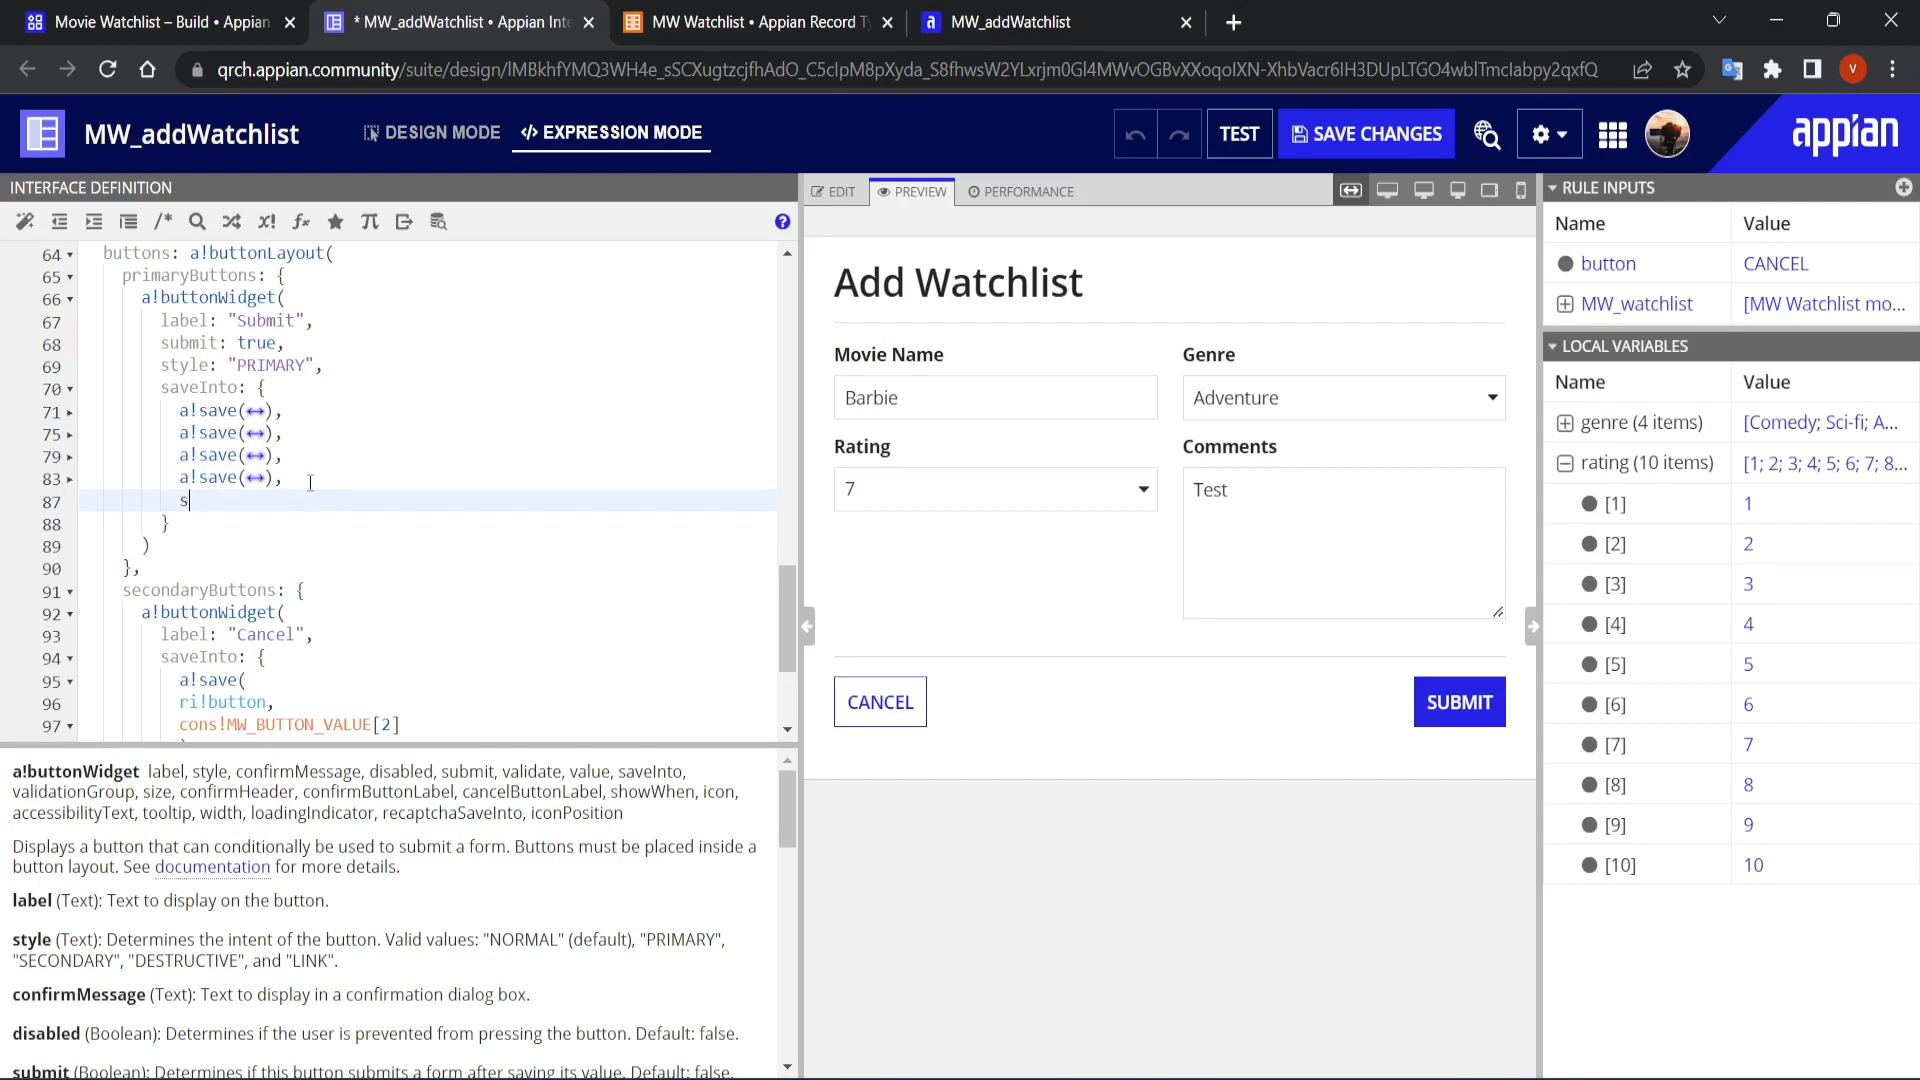 Movie Watchlist – Build • Appian
* MW_addWatchlist • Appian Inte
MW Watchlist • Appian Record Ty
MW_addWatchlist
V
MW_addWatchlist
DESIGN MODE
</> EXPRESSION MODE
TEST
SAVE CHANGES
appian
INTERFACE DEFINITION
64 buttons: a!buttonLayout(
65 primaryButtons: {
66 a!buttonWidget(
67 label: "Submit",
68 submit: true,
69 style: "PRIMARY",
70 saveInto: {
71 a!save(↔),
75 a!save(↔),
79 a!save(↔),
83 a!save(↔),
87 s
88 }
89 )
90 },
91 secondaryButtons: {
92 a!buttonWidget(
93 label: "Cancel",
94 saveInto: {
95 a!save(
96 ri!button,
97 cons!MW_BUTTON_VALUE[2]
a!buttonWidget label, style, confirmMessage, disabled, submit, validate, value, saveInto,
validationGroup, size, confirmHeader, confirmButtonLabel, cancelButtonLabel, showWhen, icon,
accessibilityText, tooltip, width, loadingIndicator, recaptchaSaveInto, iconPosition
Displays a button that can conditionally be used to submit a form. Buttons must be placed inside a
button layout. See documentation for more details.
label (Text): Text to display on the button.
style (Text): Determines the intent of the button. Valid values: "NORMAL" (default), "PRIMARY",
"SECONDARY", "DESTRUCTIVE", and "LINK".
confirmMessage (Text): Text to display in a confirmation dialog box.
disabled (Boolean): Determines if the user is prevented from pressing the button. Default: false.
submit (Boolean): Determines if this button submits a form after saving its value. Default: false.
EDIT
PREVIEW
PERFORMANCE
Add Watchlist
Movie Name
Genre
Barbie
Adventure
Rating
Comments
7
Test
CANCEL
SUBMIT
RULE INPUTS
Name Value
button CANCEL
MW_watchlist [MW Watchlist mo...
LOCAL VARIABLES
Name Value
genre (4 items) [Comedy; Sci-fi; A...
rating (10 items) [1; 2; 3; 4; 5; 6; 7; 8...
[1] 1
[2] 2
[3] 3
[4] 4
[5] 5
[6] 6
[7] 7
[8] 8
[9] 9
[10] 10